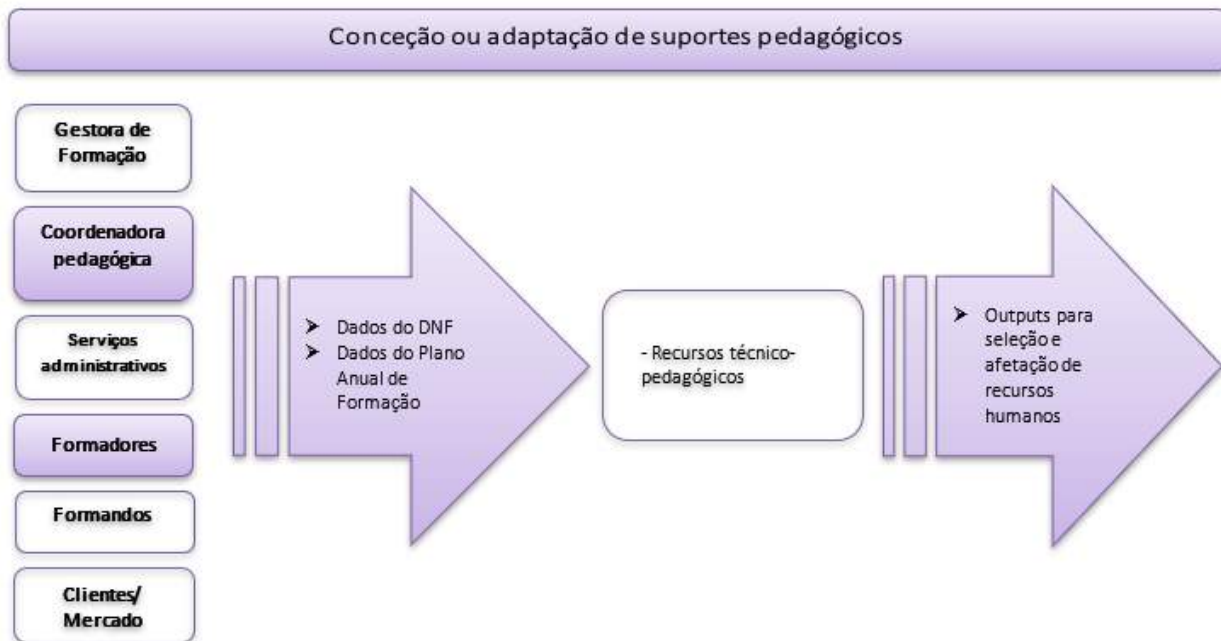 Conceção ou adaptação de suportes pedagógicos
Gestora de
Formação
Coordenadora
pedagógica
Serviços
administrativos
Formadores
Formandos
Clientes/
Mercado
➤ Dados do DNF
➤ Dados do Plano
Anual de
Formação
- Recursos técnico-
pedagógicos
➤ Outputs para
seleção e
afetação de
recursos
humanos